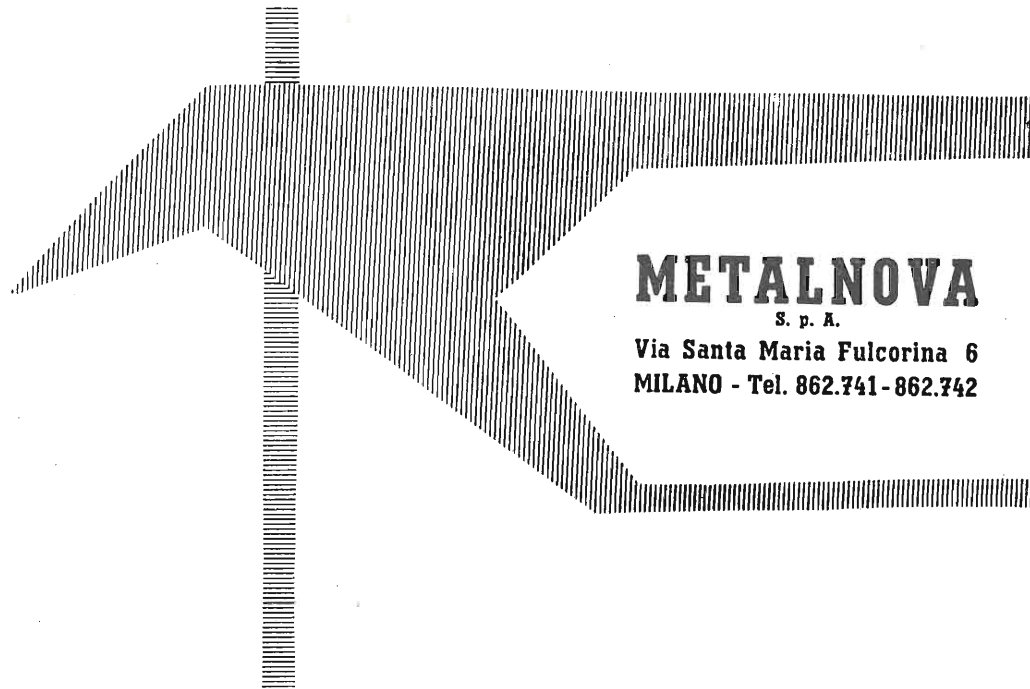 METALNOVA
S. p. A.
Via Santa Maria Fulcorina 6
MILANO - Tel. 862.741-862.742